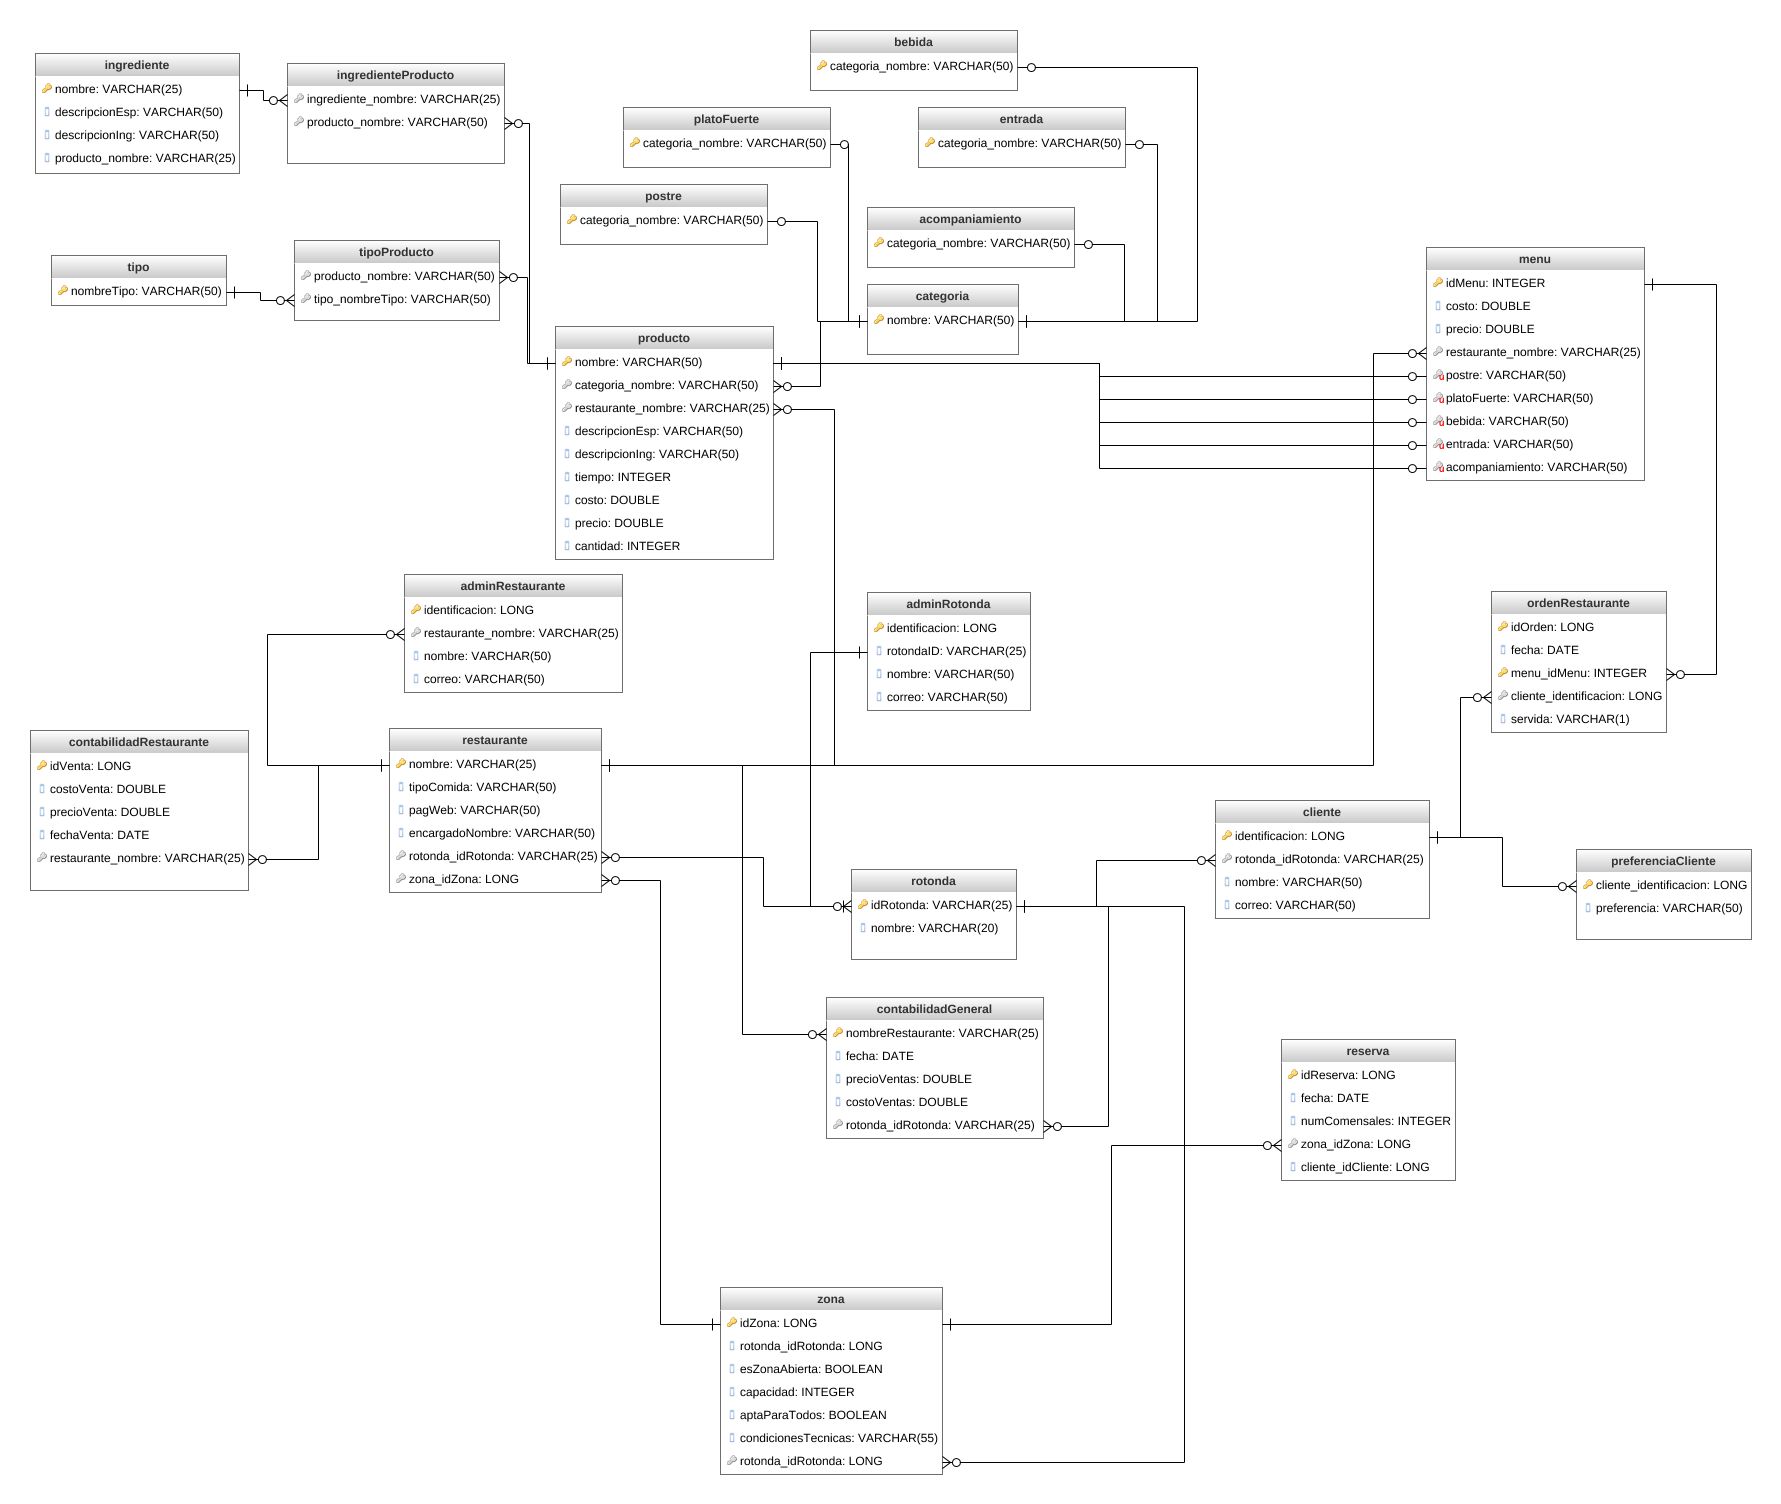 bebida
categoria_nombre: VARCHAR(50)
ingrediente
nombre: VARCHAR(25)
descripcionEsp: VARCHAR(50)
descripcionIng: VARCHAR(50)
producto_nombre: VARCHAR(25)
ingredienteProducto
ingrediente_nombre: VARCHAR(25)
producto_nombre: VARCHAR(50)
platoFuerte
categoria_nombre: VARCHAR(50)
entrada
categoria_nombre: VARCHAR(50)
postre
categoria_nombre: VARCHAR(50)
acompaniamiento
categoria_nombre: VARCHAR(50)
tipo
nombreTipo: VARCHAR(50)
tipoProducto
producto_nombre: VARCHAR(50)
tipo_nombreTipo: VARCHAR(50)
categoria
nombre: VARCHAR(50)
menu
idMenu: INTEGER
costo: DOUBLE
precio: DOUBLE
restaurante_nombre: VARCHAR(25)
postre: VARCHAR(50)
platoFuerte: VARCHAR(50)
bebida: VARCHAR(50)
entrada: VARCHAR(50)
acompaniamiento: VARCHAR(50)
producto
nombre: VARCHAR(50)
categoria_nombre: VARCHAR(50)
restaurante_nombre: VARCHAR(25)
descripcionEsp: VARCHAR(50)
descripcionIng: VARCHAR(50)
tiempo: INTEGER
costo: DOUBLE
precio: DOUBLE
cantidad: INTEGER
adminRestaurante
identificacion: LONG
restaurante_nombre: VARCHAR(25)
nombre: VARCHAR(50)
correo: VARCHAR(50)
adminRotonda
identificacion: LONG
rotondaID: VARCHAR(25)
nombre: VARCHAR(50)
correo: VARCHAR(50)
ordenRestaurante
idOrden: LONG
fecha: DATE
menu_idMenu: INTEGER
cliente_identificacion: LONG
servida: VARCHAR(1)
contabilidadRestaurante
idVenta: LONG
costoVenta: DOUBLE
precioVenta: DOUBLE
fechaVenta: DATE
restaurante_nombre: VARCHAR(25)
restaurante
nombre: VARCHAR(25)
tipoComida: VARCHAR(50)
pagWeb: VARCHAR(50)
encargadoNombre: VARCHAR(50)
rotonda_idRotonda: VARCHAR(25)
zona_idZona: LONG
cliente
identificacion: LONG
rotonda_idRotonda: VARCHAR(25)
nombre: VARCHAR(50)
correo: VARCHAR(50)
preferenciaCliente
cliente_identificacion: LONG
preferencia: VARCHAR(50)
rotonda
idRotonda: VARCHAR(25)
nombre: VARCHAR(20)
contabilidadGeneral
nombreRestaurante: VARCHAR(25)
fecha: DATE
precioVentas: DOUBLE
costoVentas: DOUBLE
rotonda_idRotonda: VARCHAR(25)
reserva
idReserva: LONG
fecha: DATE
numComensales: INTEGER
zona_idZona: LONG
cliente_idCliente: LONG
zona
idZona: LONG
rotonda_idRotonda: LONG
esZonaAbierta: BOOLEAN
capacidad: INTEGER
aptaParaTodos: BOOLEAN
condicionesTecnicas: VARCHAR(55)
rotonda_idRotonda: LONG